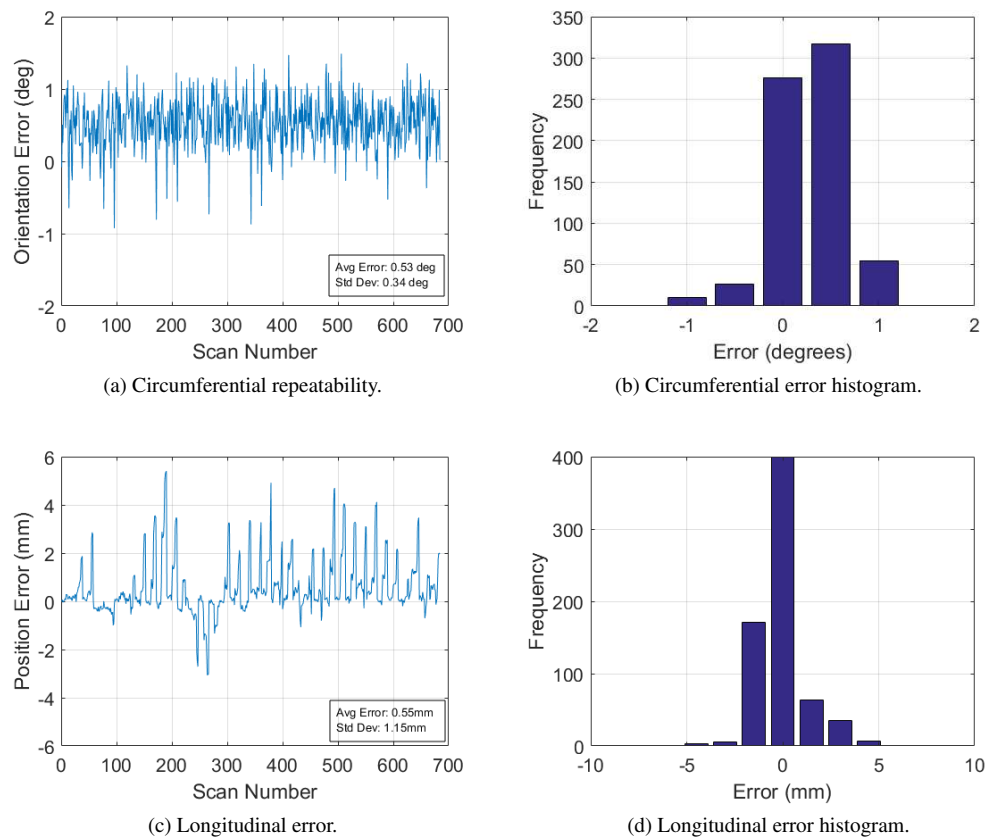 2
1
0
-1
-2
Orientation Error (deg)
0 100 200 300 400 500 600 700
Scan Number
Avg Error: 0.53 deg
Std Dev: 0.34 deg
(a) Circumferential repeatability.
350
300
250
200
150
100
50
0
Frequency
-2 -1 0 1 2
Error (degrees)
(b) Circumferential error histogram.
6
4
2
0
-2
-4
-6
Position Error (mm)
0 100 200 300 400 500 600 700
Scan Number
Avg Error: 0.55mm
Std Dev: 1.15mm
(c) Longitudinal error.
400
300
200
100
0
Frequency
-10 -5 0 5 10
Error (mm)
(d) Longitudinal error histogram.